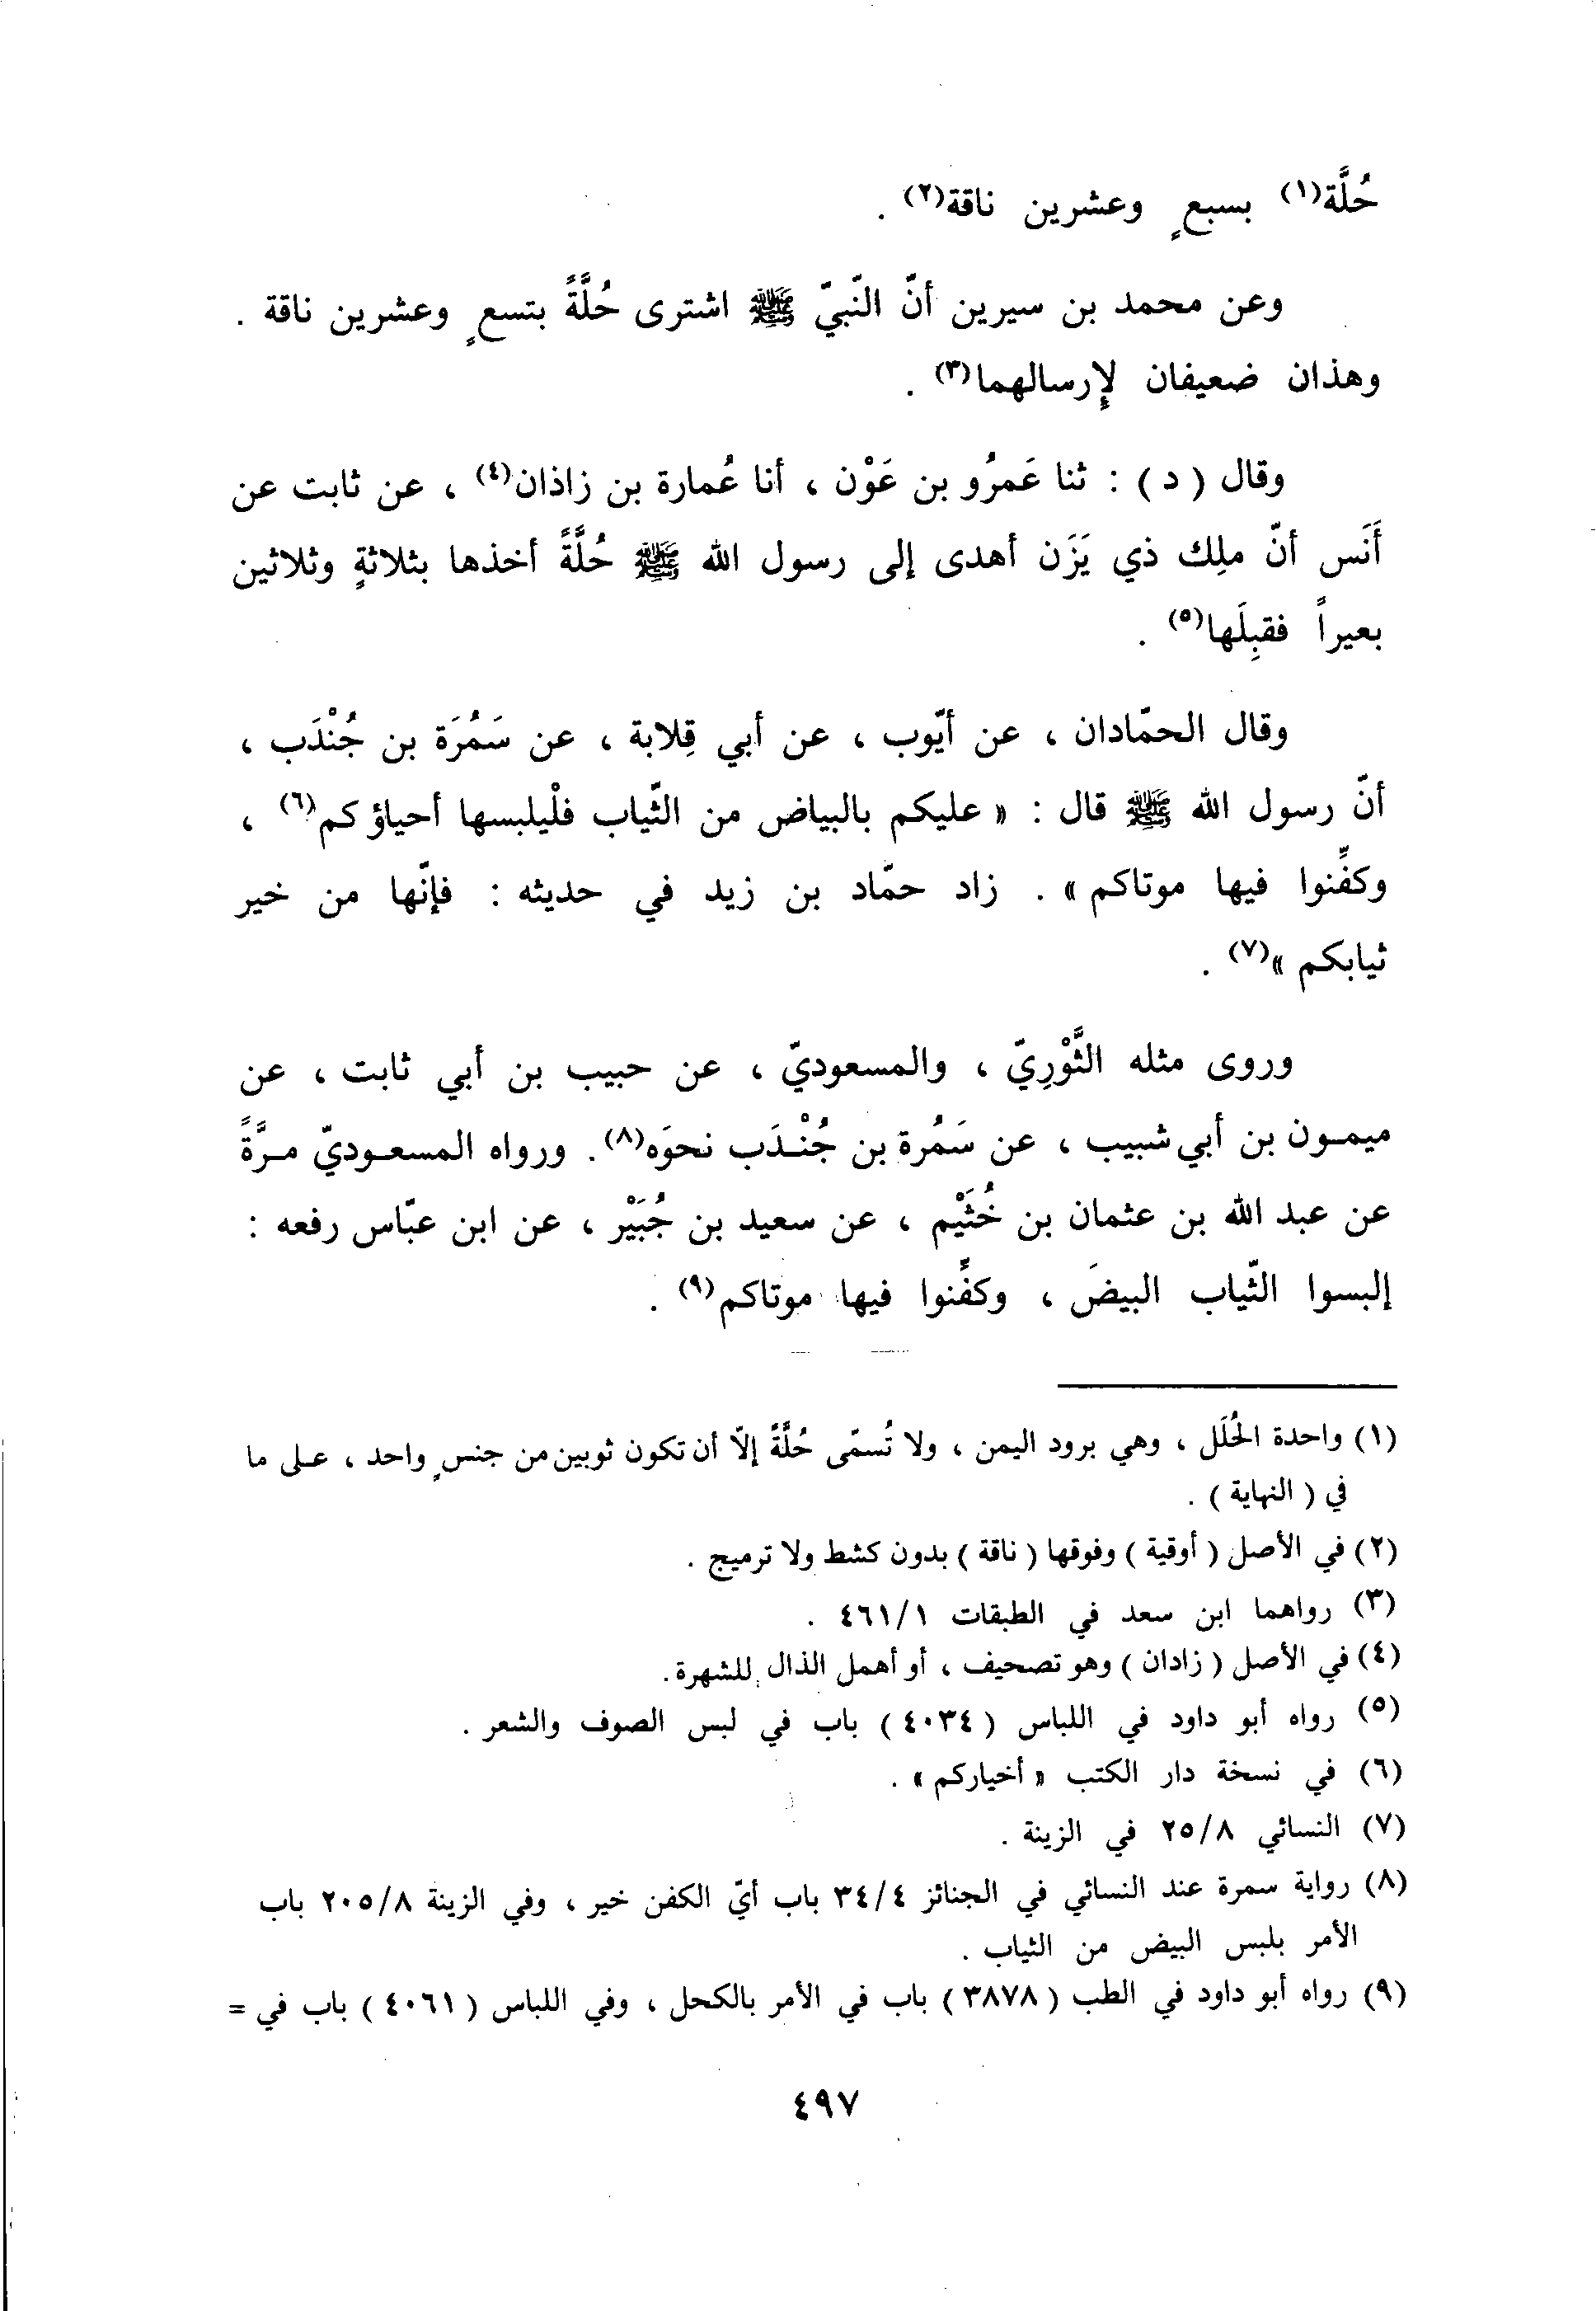 حُلَّة(١) بسبعٍ وعشرين ناقة(٢) .
وعن محمد بن سيرين أنّ النّبيّ ﷺ اشترى حُلَّةً بتسعٍ وعشرين ناقة .
وهذان ضعيفان لإِرسالهما(٣) .
وقال ( د ) : ثنا عَمرُو بن عَوْن ، أنا عُمارة بن زاذان(٤) ، عن ثابت عن
أَنَس أنّ ملِك ذي يَزَن أهدى إلى رسول الله ﷺ حُلَّةً أخذها بثلاثةٍ وثلاثين
بعيراً فقبِلَها(٥) .
وقال الحمّادان ، عن أيّوب ، عن أبي قِلابة ، عن سَمُرَة بن جُنْدَب ،
أنّ رسول الله ﷺ قال : « عليكم بالبياض من الثّياب فلْيلبسها أحياؤكم(٦) ،
وكفِّنوا فيها موتاكم » . زاد حمّاد بن زيد في حديثه : فإنّها من خير
ثيابكم »(٧) .
وروى مثله الثَّوْرِيّ ، والمسعوديّ ، عن حبيب بن أبي ثابت ، عن
ميمـون بن أبي شبيب ، عن سَمُرة بن جُنْـدَب نحوَه(٨) . ورواه المسعـوديّ مـرَّةً
عن عبد الله بن عثمان بن خُثَيْم ، عن سعيد بن جُبَيْر ، عن ابن عبّاس رفعه :
إلبسوا الثّياب البيضَ ، وكفِّنوا فيها موتاكم(٩) .
(١) واحدة الحُلَل ، وهي برود اليمن ، ولا تُسمّى حُلَّةً إلّا أن تكون ثوبين من جنسٍ واحد ، عـلى ما
في ( النهاية ) .
(٢) في الأصل ( أوقية ) وفوقها ( ناقة ) بدون كشط ولا ترميج .
(٣) رواهما ابن سعد في الطبقات ٤٦١/١ .
(٤) في الأصل ( زادان ) وهو تصحيف ، أو أهمل الذال للشهرة .
(٥) رواه أبو داود في اللباس ( ٤٠٣٤ ) باب في لبس الصوف والشعر .
(٦) في نسخة دار الكتب « أخياركم » .
(٧) النسائي ٢٥/٨ في الزينة .
(٨) رواية سمرة عند النسائي في الجنائز ٣٤/٤ باب أيّ الكفن خير ، وفي الزينة ٢٠٥/٨ باب
الأمر بلبس البيض من الثياب .
(٩) رواه أبو داود في الطب ( ٣٨٧٨ ) باب في الأمر بالكحل ، وفي اللباس ( ٤٠٦١ ) باب في =
٤٩٧